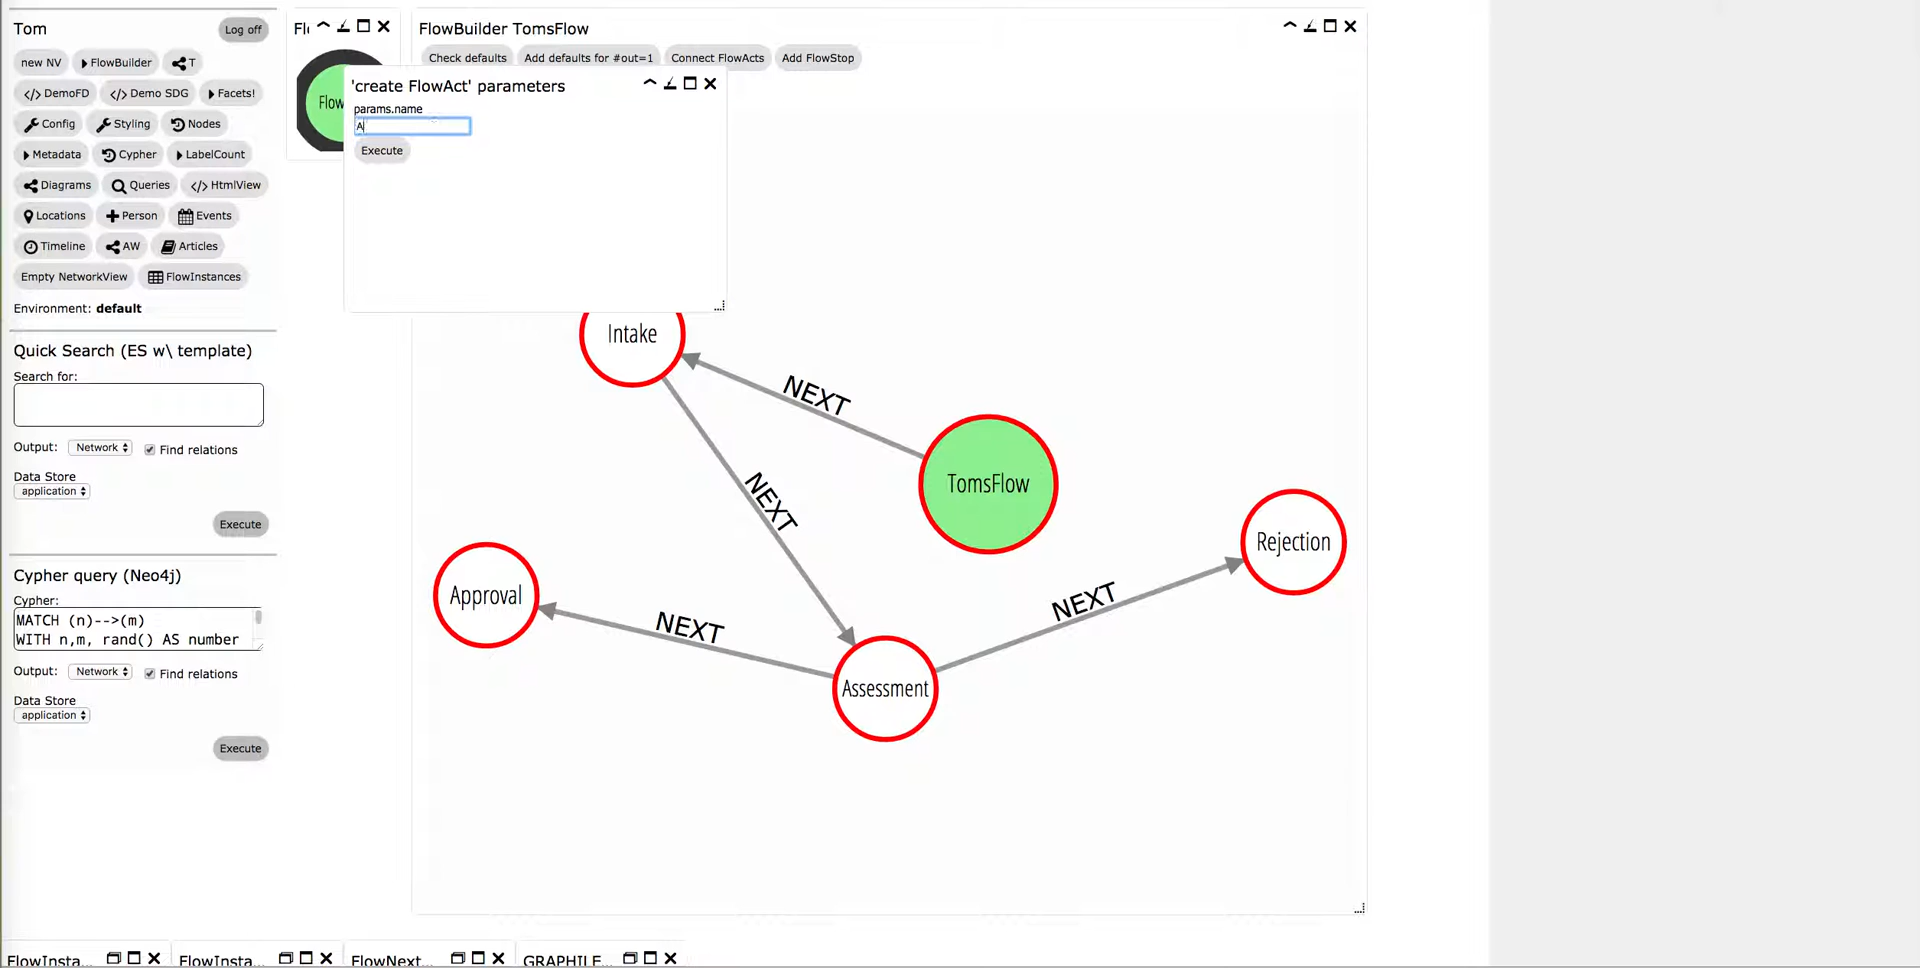 Tom
Log off
new NV
FlowBuilder
T
</> DemoFD
</> Demo SDG
Facets!
Config
Styling
Nodes
Metadata
Cypher
LabelCount
Diagrams
Queries
</> HtmlView
Locations
Person
Events
Timeline
AW
Articles
Empty NetworkView
FlowInstances
Environment: default
Quick Search (ES w\ template)
Search for:
Output: Network
Find relations
Data Store
application
Execute
Cypher query (Neo4j)
Cypher:
MATCH (n)-->(m)
WITH n,m, rand() AS number
Output: Network
Find relations
Data Store
application
Execute
Flow
FlowBuilder TomsFlow
Check defaults
Add defaults for #out=1
Connect FlowActs
Add FlowStop
'create FlowAct' parameters
params.name
A
Execute
Intake
NEXT
TomsFlow
NEXT
Rejection
Approval
NEXT
NEXT
Assessment
FlowInsta...
FlowInsta...
FlowNext...
GRAPHILE...